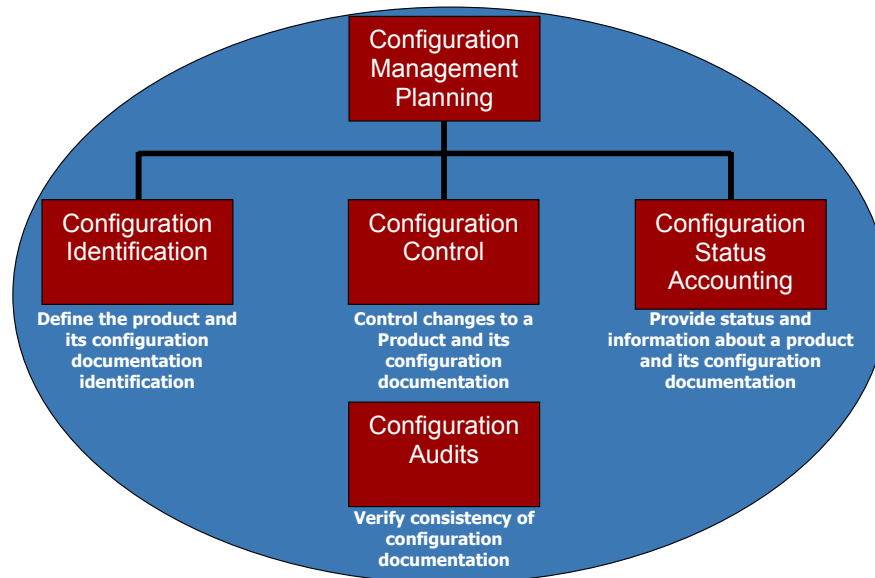 Configuration
Management
Planning
Configuration
Identification
Define the product and
its configuration
documentation
identification
Configuration
Control
Control changes to a
Product and its
configuration
documentation
Configuration
Status
Accounting
Provide status and
information about a product
and its configuration
documentation
Configuration
Audits
Verify consistency of
configuration
documentation